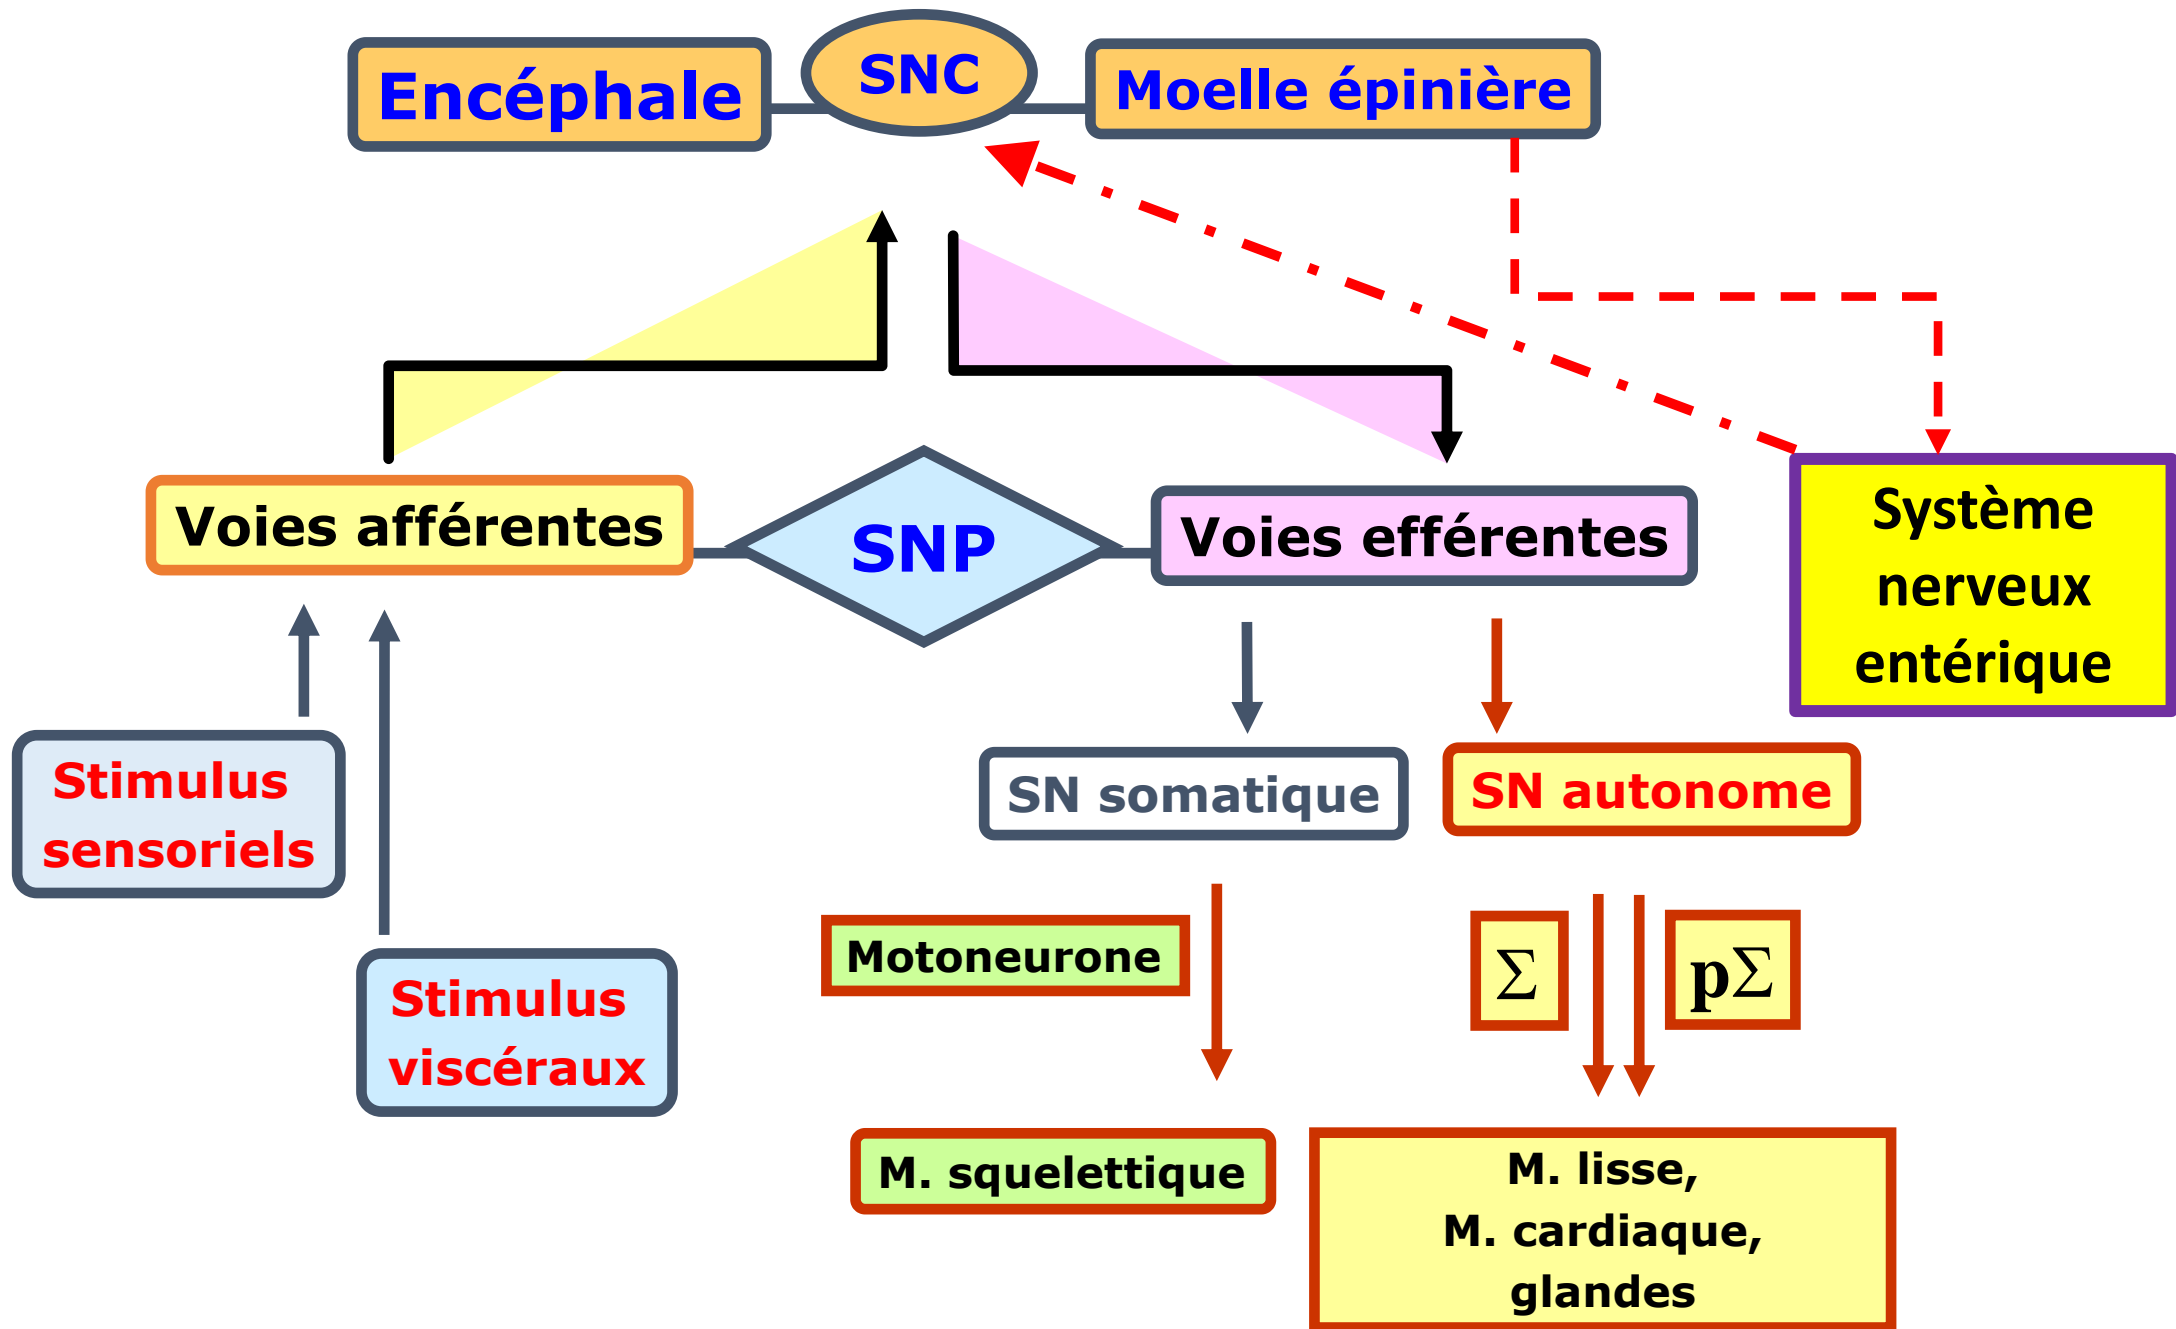 Encéphale
SNC
Moelle épinière
Voies afférentes
SNP
Voies efférentes
Système
nerveux
entérique
Stimulus
sensoriels
SN somatique
SN autonome
Stimulus
viscéraux
Motoneurone
Σ
pΣ
M. squelettique
M. lisse,
M. cardiaque,
glandes